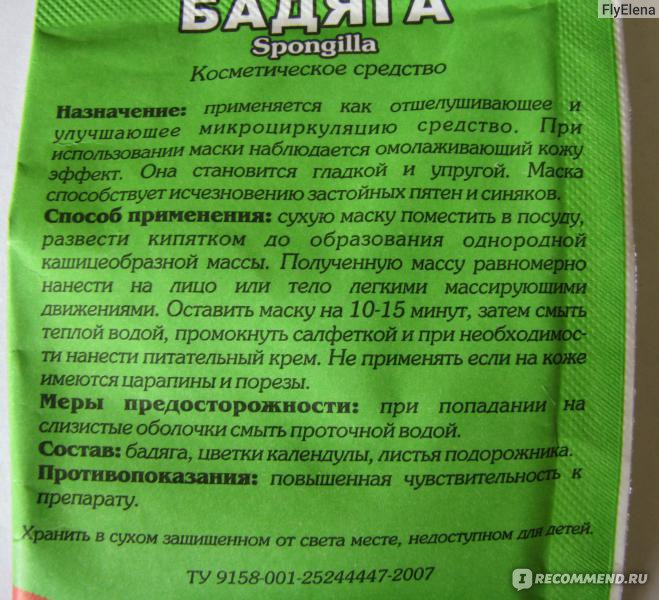 FlyElena
БАДЯГА
Spongilla
Косметическое средство
Назначение: применяется как отшелушивающее и
улучшающее микроциркуляцию средство. При
использовании маски наблюдается омолаживающий кожу
эффект. Она становится гладкой и упругой. Маска
способствует исчезновению застойных пятен и синяков.
Способ применения: сухую маску поместить в посуду,
развести кипятком до образования однородной
кашицеобразной массы. Полученную массу равномерно
нанести на лицо или тело легкими массирующими
движениями. Оставить маску на 10-15 минут, затем смыть
теплой водой, промокнуть салфеткой и при необходимос-
ти нанести питательный крем. Не применять если на коже
имеются царапины и порезы.
Меры предосторожности: при попадании на
слизистые оболочки смыть проточной водой.
Состав: бадяга, цветки календулы, листья подорожника.
Противопоказания: повышенная чувствительность к
препарату.
Хранить в сухом защищенном от света месте, недоступном для детей.
ТУ 9158-001-25244447-2007
IRECOMMEND.RU